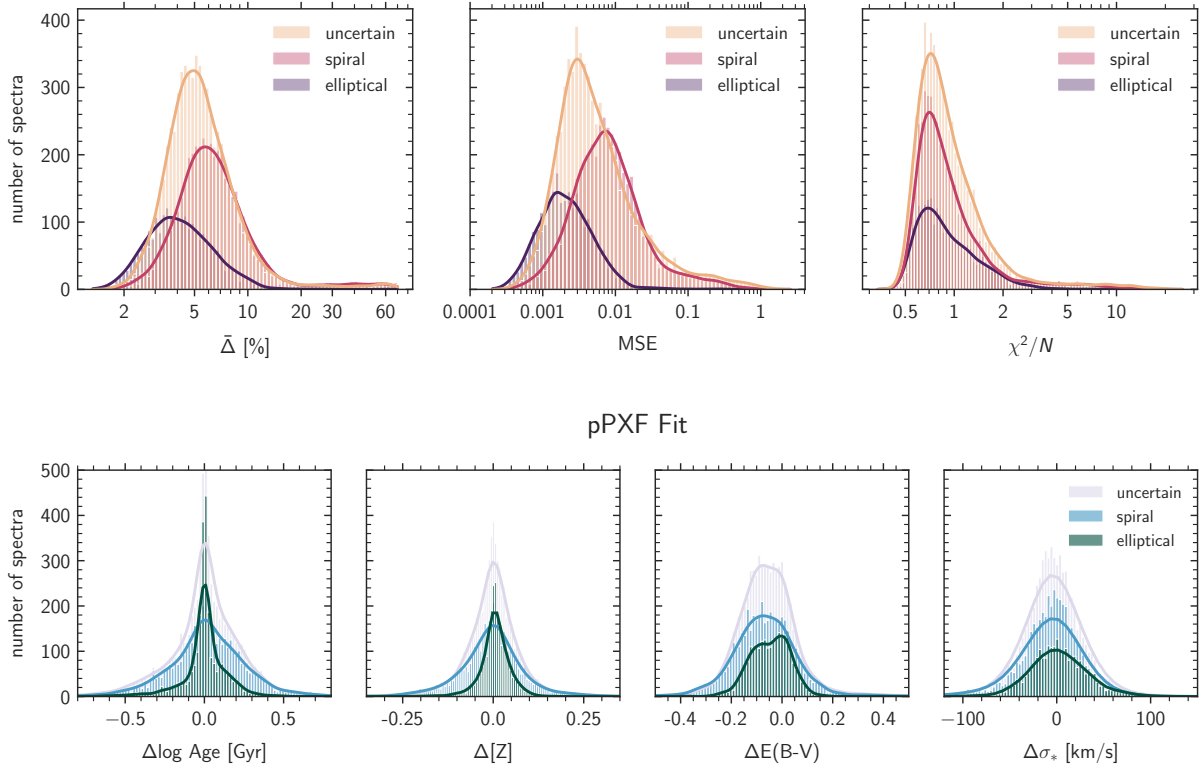 400
300
200
100
0
number of spectra
uncertain
spiral
elliptical
2 5 10 20 30 60
Δ̄ [%]
uncertain
spiral
elliptical
0.0001 0.001 0.01 0.1 1
MSE
uncertain
spiral
elliptical
0.5 1 2 5 10
χ²/N
pPXF Fit
500
400
300
200
100
0
number of spectra
−0.5 0.0 0.5
Δlog Age [Gyr]
-0.25 0.0 0.25
Δ[Z]
-0.4 -0.2 0.0 0.2 0.4
ΔE(B-V)
uncertain
spiral
elliptical
−100 0 100
Δσ* [km/s]